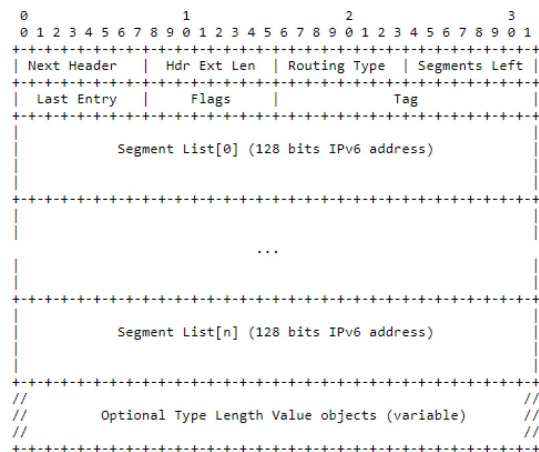 0 1 2 3
0 1 2 3 4 5 6 7 8 9 0 1 2 3 4 5 6 7 8 9 0 1 2 3 4 5 6 7 8 9 0 1
+-+-+-+-+-+-+-+-+-+-+-+-+-+-+-+-+-+-+-+-+-+-+-+-+-+-+-+-+-+-+-+-+
| Next Header | Hdr Ext Len | Routing Type | Segments Left |
+-+-+-+-+-+-+-+-+-+-+-+-+-+-+-+-+-+-+-+-+-+-+-+-+-+-+-+-+-+-+-+-+
| Last Entry | Flags | Tag |
+-+-+-+-+-+-+-+-+-+-+-+-+-+-+-+-+-+-+-+-+-+-+-+-+-+-+-+-+-+-+-+-+
| |
| Segment List[0] (128 bits IPv6 address) |
| |
| |
+-+-+-+-+-+-+-+-+-+-+-+-+-+-+-+-+-+-+-+-+-+-+-+-+-+-+-+-+-+-+-+-+
| |
| |
...
| |
| |
+-+-+-+-+-+-+-+-+-+-+-+-+-+-+-+-+-+-+-+-+-+-+-+-+-+-+-+-+-+-+-+-+
| |
| Segment List[n] (128 bits IPv6 address) |
| |
| |
+-+-+-+-+-+-+-+-+-+-+-+-+-+-+-+-+-+-+-+-+-+-+-+-+-+-+-+-+-+-+-+-+
// //
// Optional Type Length Value objects (variable) //
// //
+-+-+-+-+-+-+-+-+-+-+-+-+-+-+-+-+-+-+-+-+-+-+-+-+-+-+-+-+-+-+-+-+